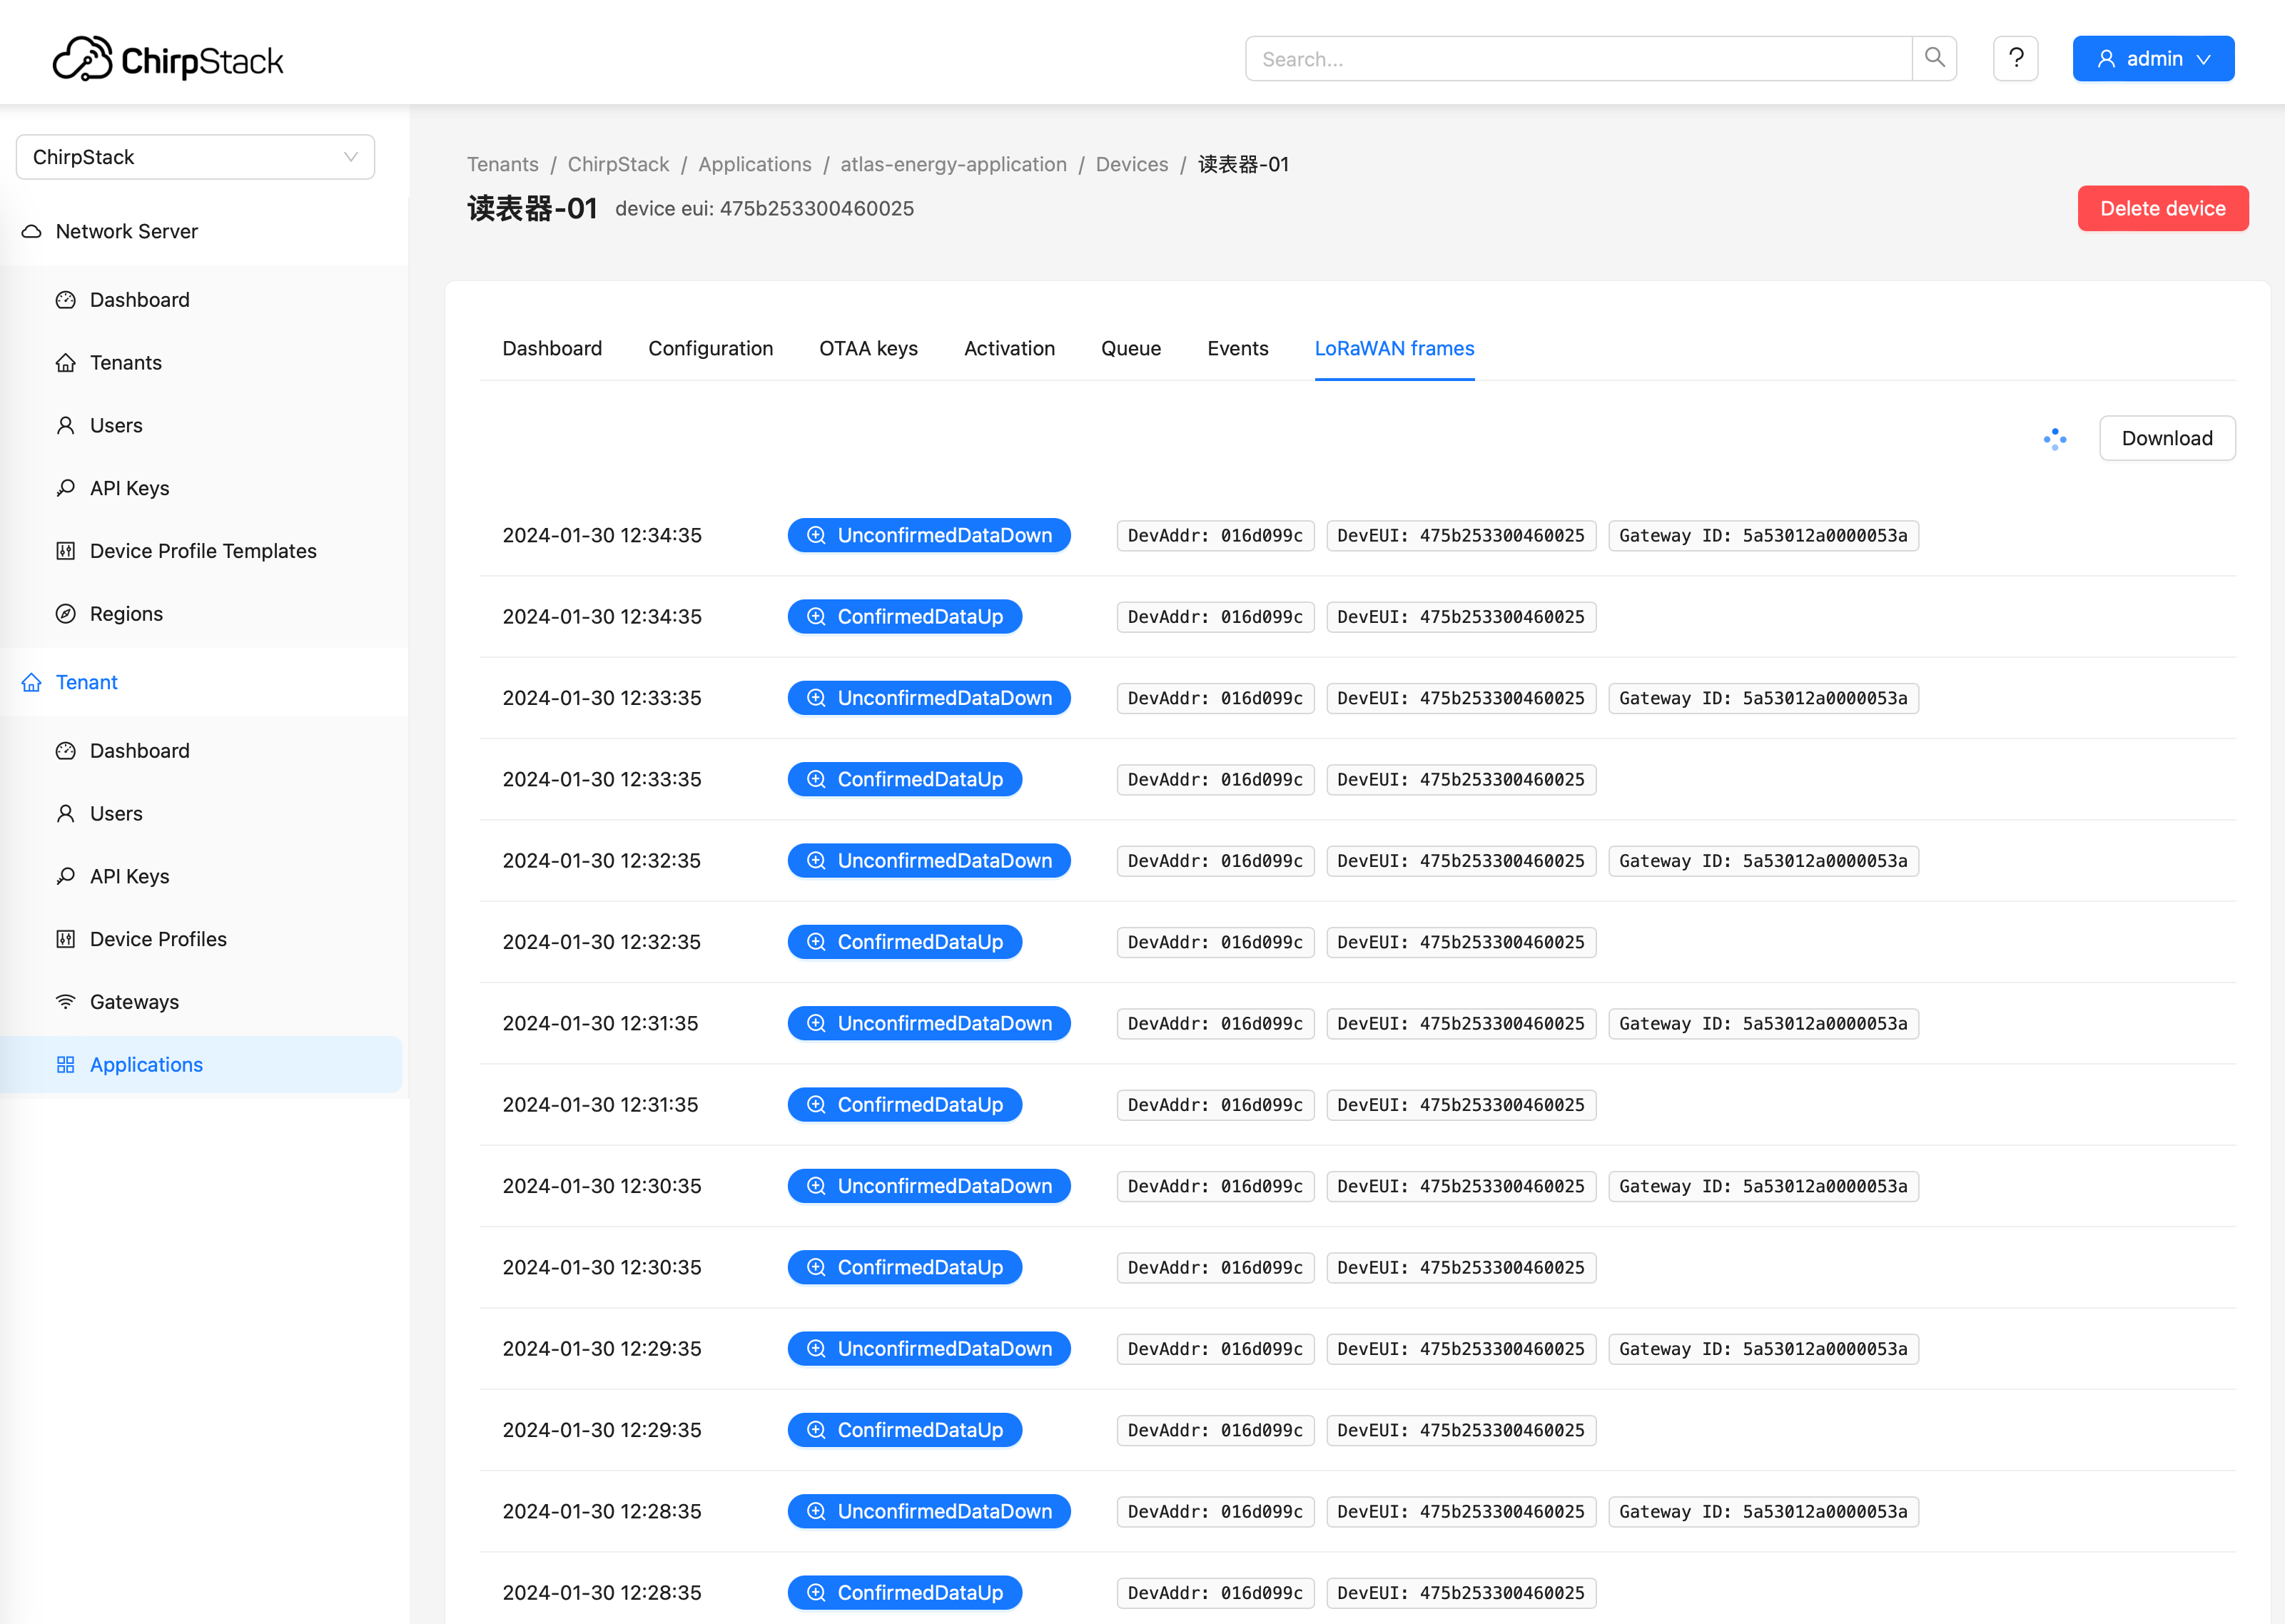 ChirpStack
Search...
?
admin
ChirpStack
Network Server
Dashboard
Tenants
Users
API Keys
Device Profile Templates
Regions
Tenant
Dashboard
Users
API Keys
Device Profiles
Gateways
Applications
Tenants / ChirpStack / Applications / atlas-energy-application / Devices / 读表器-01
读表器-01 device eui: 475b253300460025
Delete device
Dashboard Configuration OTAA keys Activation Queue Events LoRaWAN frames
Download
2024-01-30 12:34:35 UnconfirmedDataDown DevAddr: 016d099c DevEUI: 475b253300460025 Gateway ID: 5a53012a0000053a
2024-01-30 12:34:35 ConfirmedDataUp DevAddr: 016d099c DevEUI: 475b253300460025
2024-01-30 12:33:35 UnconfirmedDataDown DevAddr: 016d099c DevEUI: 475b253300460025 Gateway ID: 5a53012a0000053a
2024-01-30 12:33:35 ConfirmedDataUp DevAddr: 016d099c DevEUI: 475b253300460025
2024-01-30 12:32:35 UnconfirmedDataDown DevAddr: 016d099c DevEUI: 475b253300460025 Gateway ID: 5a53012a0000053a
2024-01-30 12:32:35 ConfirmedDataUp DevAddr: 016d099c DevEUI: 475b253300460025
2024-01-30 12:31:35 UnconfirmedDataDown DevAddr: 016d099c DevEUI: 475b253300460025 Gateway ID: 5a53012a0000053a
2024-01-30 12:31:35 ConfirmedDataUp DevAddr: 016d099c DevEUI: 475b253300460025
2024-01-30 12:30:35 UnconfirmedDataDown DevAddr: 016d099c DevEUI: 475b253300460025 Gateway ID: 5a53012a0000053a
2024-01-30 12:30:35 ConfirmedDataUp DevAddr: 016d099c DevEUI: 475b253300460025
2024-01-30 12:29:35 UnconfirmedDataDown DevAddr: 016d099c DevEUI: 475b253300460025 Gateway ID: 5a53012a0000053a
2024-01-30 12:29:35 ConfirmedDataUp DevAddr: 016d099c DevEUI: 475b253300460025
2024-01-30 12:28:35 UnconfirmedDataDown DevAddr: 016d099c DevEUI: 475b253300460025 Gateway ID: 5a53012a0000053a
2024-01-30 12:28:35 ConfirmedDataUp DevAddr: 016d099c DevEUI: 475b253300460025